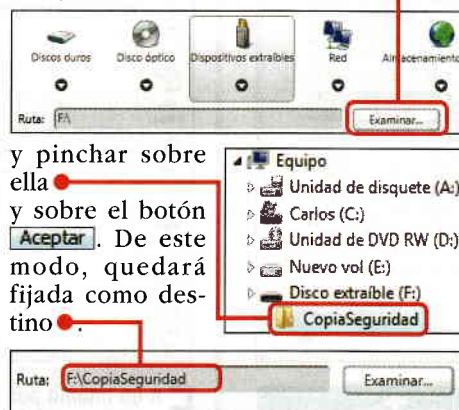 Discos duros
Disco óptico
Dispositivos extraíbles
Red
Almacenamiento
Ruta: F:\
Examinar...
y pinchar sobre
ella
y sobre el botón
Aceptar. De este
modo, quedará
fijada como des-
tino.
Equipo
Unidad de disquete (A:)
Carlos (C:)
Unidad de DVD RW (D:)
Nuevo vol (E:)
Disco extraíble (F:)
CopiaSeguridad
Ruta: F:\CopiaSeguridad
Examinar...